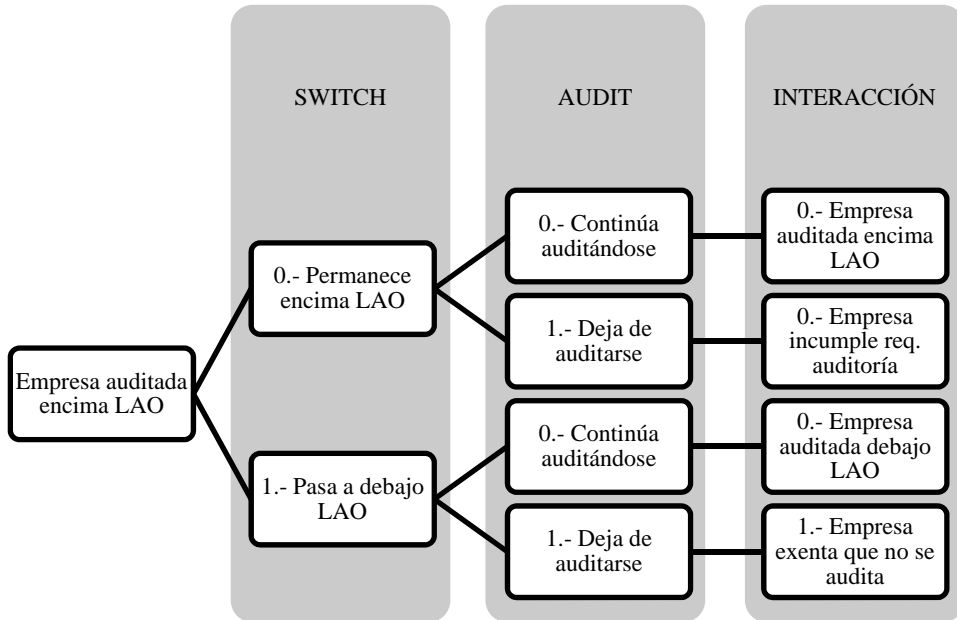 SWITCH
AUDIT
INTERACCIÓN
Empresa auditada
encima LAO
0.- Permanece
encima LAO
1.- Pasa a debajo
LAO
0.- Continúa
auditándose
1.- Deja de
auditarse
0.- Continúa
auditándose
1.- Deja de
auditarse
0.- Empresa
auditada encima
LAO
0.- Empresa
incumple req.
auditoría
0.- Empresa
auditada debajo
LAO
1.- Empresa
exenta que no se
audita